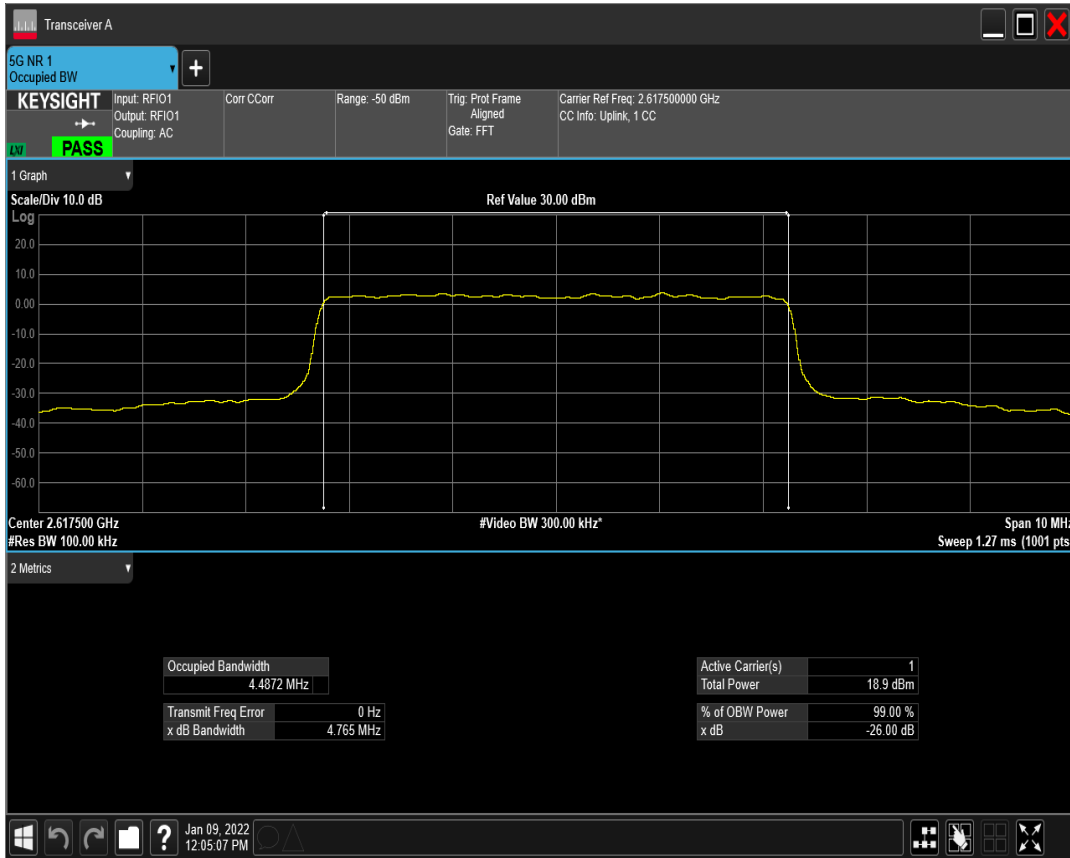 Transceiver A
5G NR 1
Occupied BW
+
KEYSIGHT
LXI
PASS
Input: RFIO1
Output: RFIO1
Coupling: AC
Corr CCorr
Range: -50 dBm
Trig: Prot Frame
Aligned
Gate: FFT
Carrier Ref Freq: 2.617500000 GHz
CC Info: Uplink, 1 CC
1 Graph
Scale/Div 10.0 dB
Ref Value 30.00 dBm
Log
20.0
10.0
0.00
-10.0
-20.0
-30.0
-40.0
-50.0
-60.0
Center 2.617500 GHz
#Video BW 300.00 kHz*
Span 10 MHz
#Res BW 100.00 kHz
Sweep 1.27 ms (1001 pts
2 Metrics
Occupied Bandwidth
4.4872 MHz
Transmit Freq Error 0 Hz
x dB Bandwidth 4.765 MHz
Active Carrier(s) 1
Total Power 18.9 dBm
% of OBW Power 99.00 %
x dB -26.00 dB
?
Jan 09, 2022
12:05:07 PM